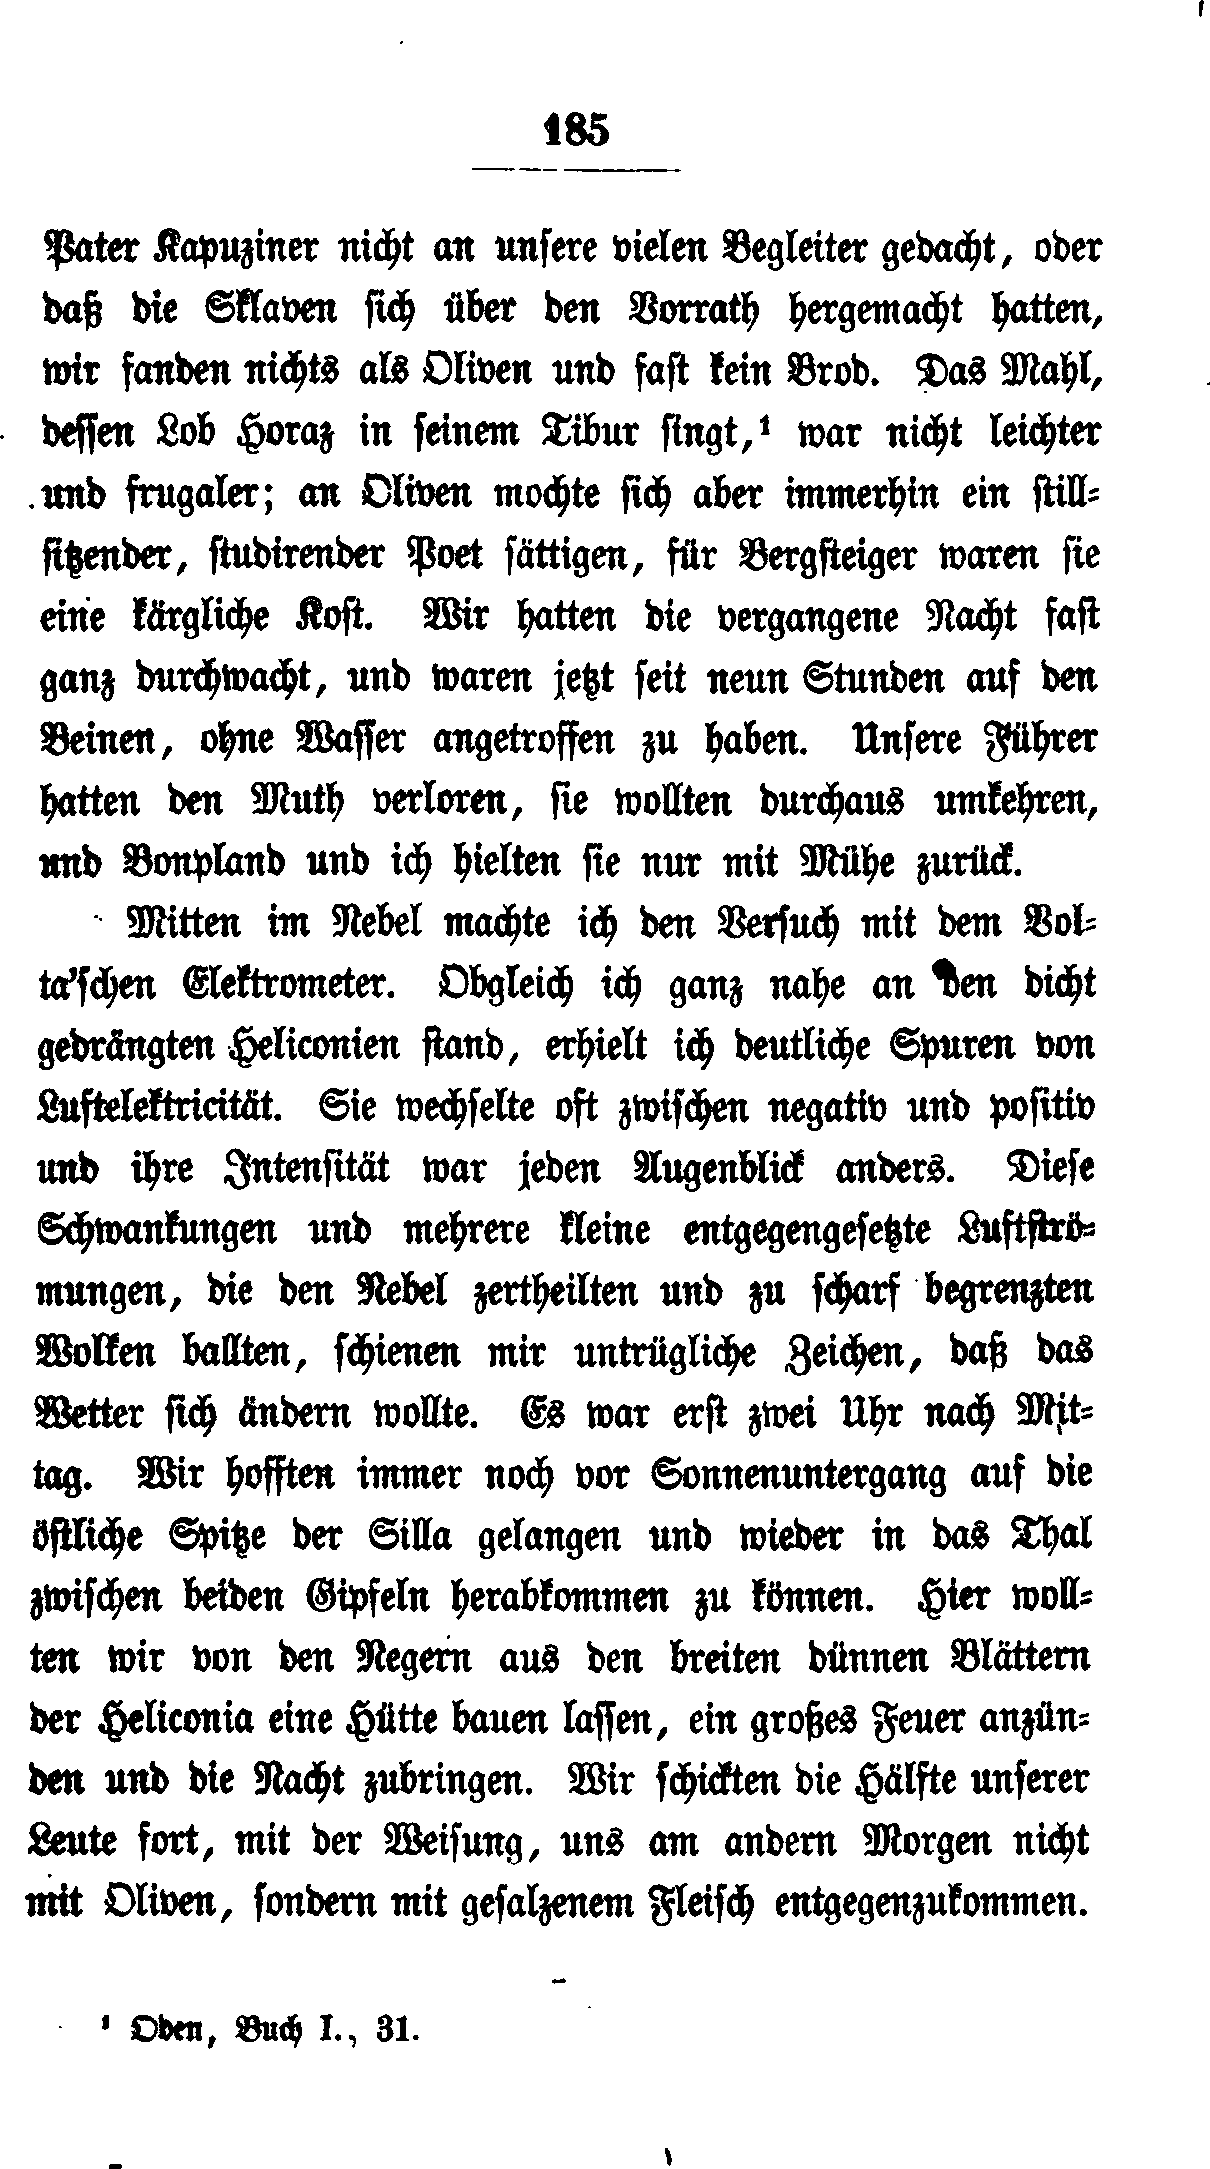 185
Pater Kapuziner nicht an unsere vielen Begleiter gedacht, oder
daß die Sklaven sich über den Vorrath hergemacht hatten,
wir fanden nichts als Oliven und fast kein Brod. Das Mahl,
dessen Lob Horaz in seinem Tibur singt,¹ war nicht leichter
und frugaler; an Oliven mochte sich aber immerhin ein still-
sitzender, studirender Poet sättigen, für Bergsteiger waren sie
eine kärgliche Kost. Wir hatten die vergangene Nacht fast
ganz durchwacht, und waren jetzt seit neun Stunden auf den
Beinen, ohne Wasser angetroffen zu haben. Unsere Führer
hatten den Muth verloren, sie wollten durchaus umkehren,
und Bonpland und ich hielten sie nur mit Mühe zurück.
Mitten im Nebel machte ich den Versuch mit dem Vol-
ta'schen Elektrometer. Obgleich ich ganz nahe an den dicht
gedrängten Heliconien stand, erhielt ich deutliche Spuren von
Luftelektricität. Sie wechselte oft zwischen negativ und positiv
und ihre Intensität war jeden Augenblick anders. Diese
Schwankungen und mehrere kleine entgegengesetzte Luftströ-
mungen, die den Nebel zertheilten und zu scharf begrenzten
Wolken ballten, schienen mir untrügliche Zeichen, daß das
Wetter sich ändern wollte. Es war erst zwei Uhr nach Mit-
tag. Wir hofften immer noch vor Sonnenuntergang auf die
östliche Spitze der Silla gelangen und wieder in das Thal
zwischen beiden Gipfeln herabkommen zu können. Hier woll-
ten wir von den Negern aus den breiten dünnen Blättern
der Heliconia eine Hütte bauen lassen, ein großes Feuer anzün-
den und die Nacht zubringen. Wir schickten die Hälfte unserer
Leute fort, mit der Weisung, uns am andern Morgen nicht
mit Oliven, sondern mit gesalzenem Fleisch entgegenzukommen.
¹ Oden, Buch I., 31.